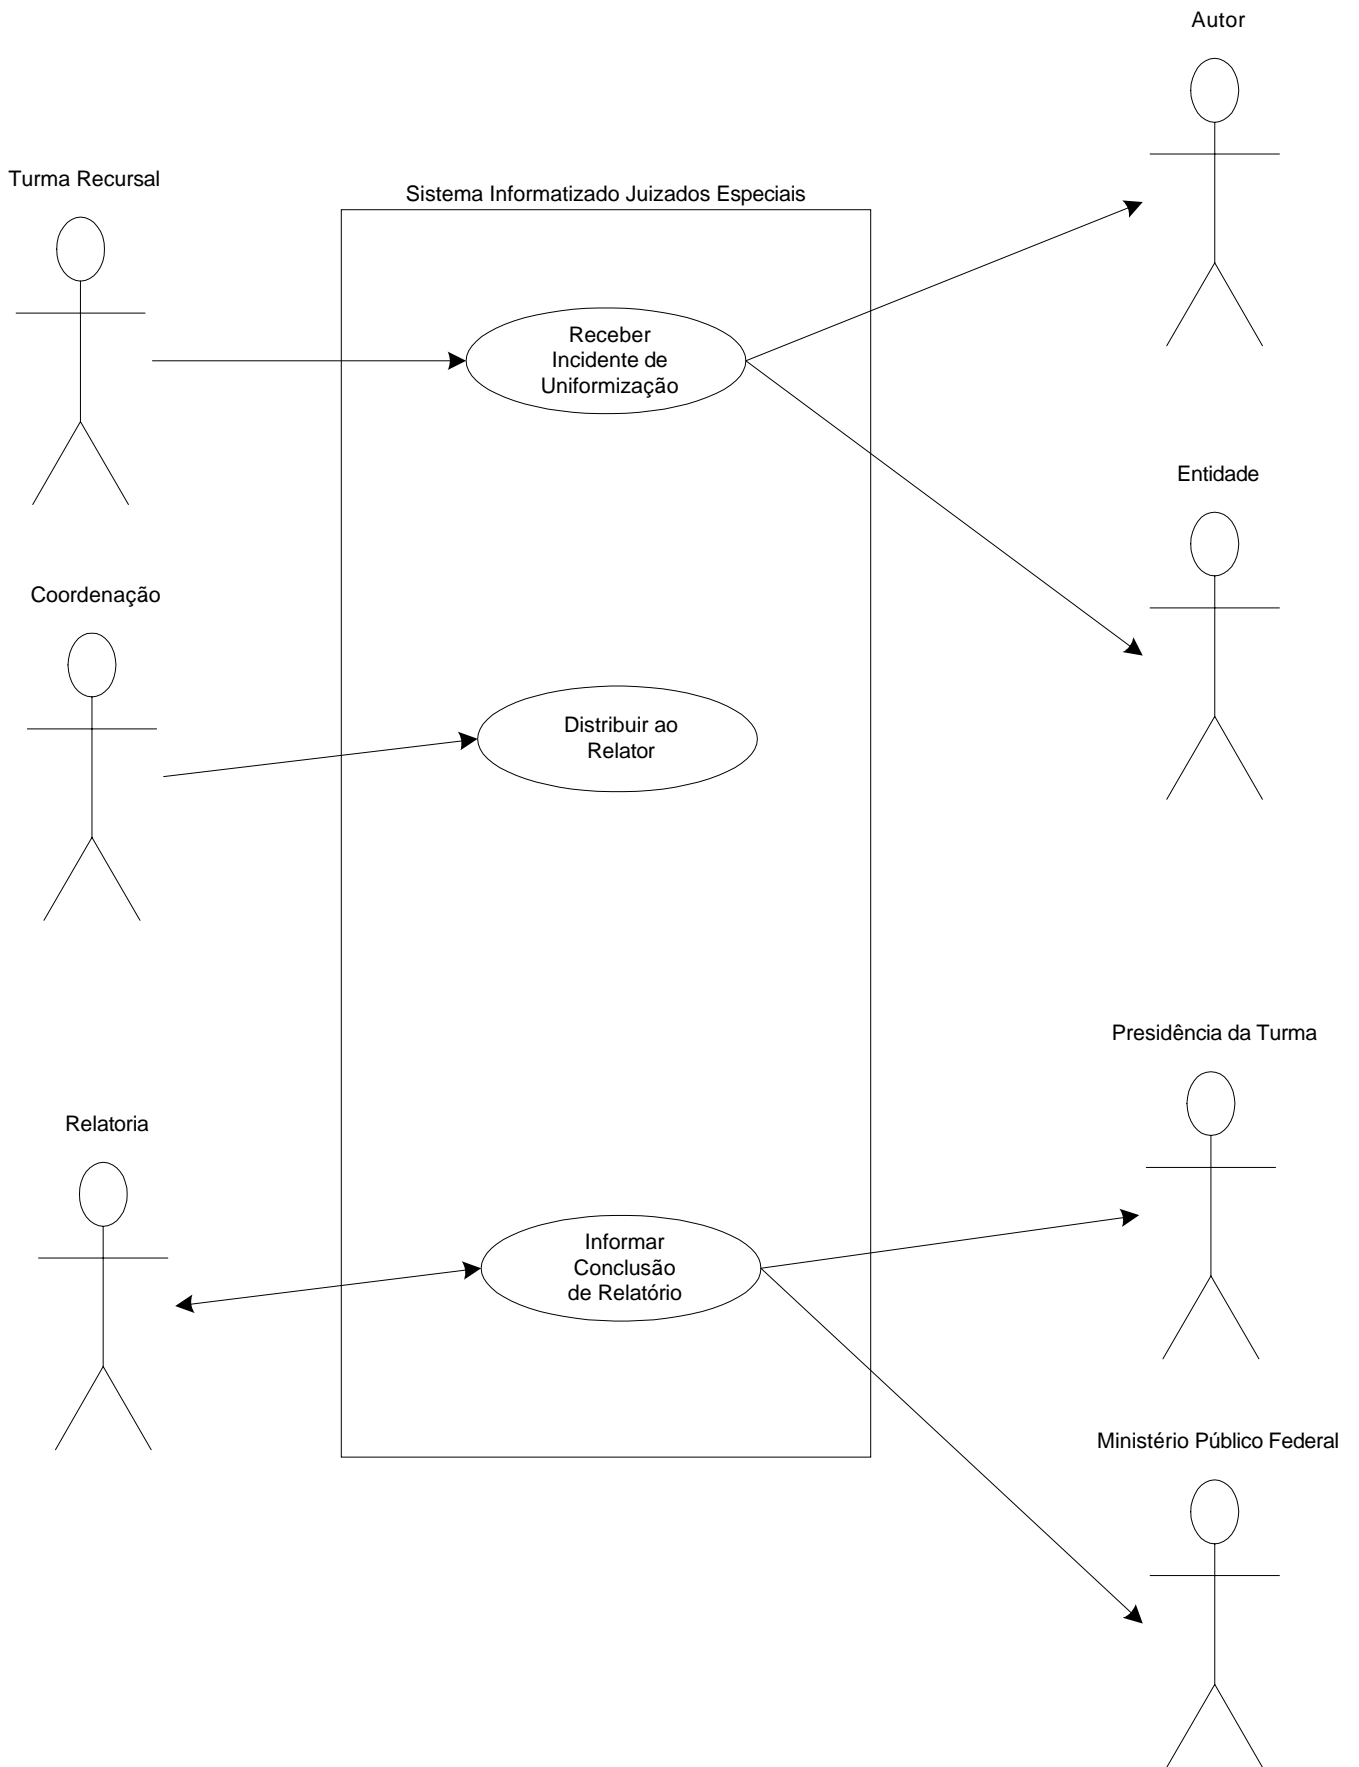 Autor
Turma Recursal
Sistema Informatizado Juizados Especiais
Receber
Incidente de
Uniformização
Entidade
Coordenação
Distribuir ao
Relator
Presidência da Turma
Relatoria
Informar
Conclusão
de Relatório
Ministério Público Federal